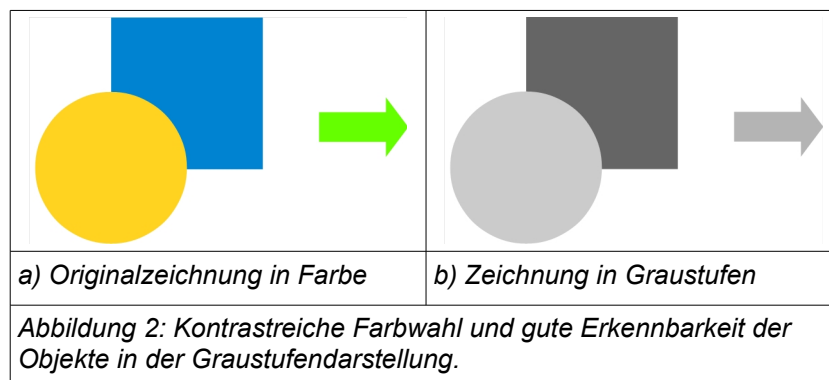 a) Originalzeichnung in Farbe
b) Zeichnung in Graustufen
Abbildung 2: Kontrastreiche Farbwahl und gute Erkennbarkeit der
Objekte in der Graustufendarstellung.